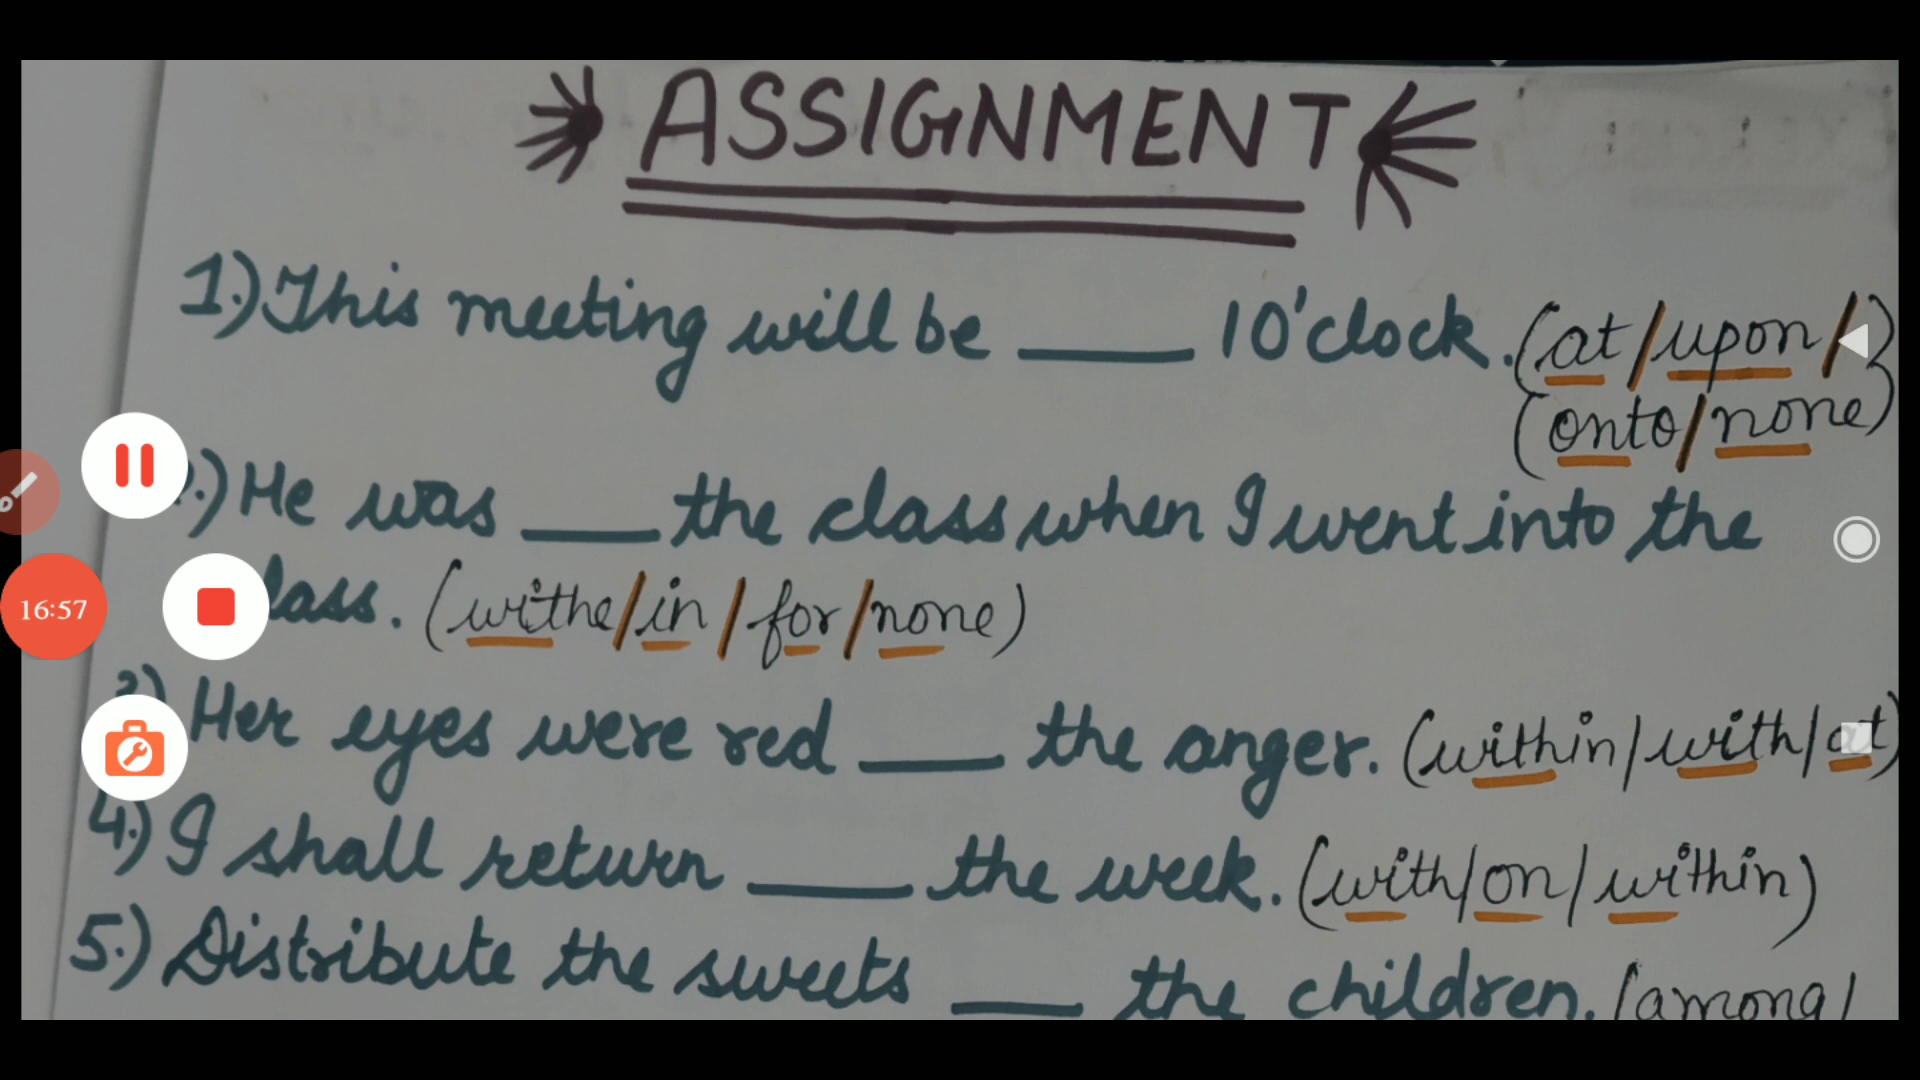 ASSIGNMENT
1.) This meeting will be ____ 10'clock. (at/upon/)
(onto/none)
.) He was ____ the class when I went into the
lass. (withe/in/for/none)
16:57
3) Her eyes were red ____ the anger. (within/with/at)
4.) I shall return ____ the week. (with/on/within)
5.) Distribute the sweets ____ the children. (among/